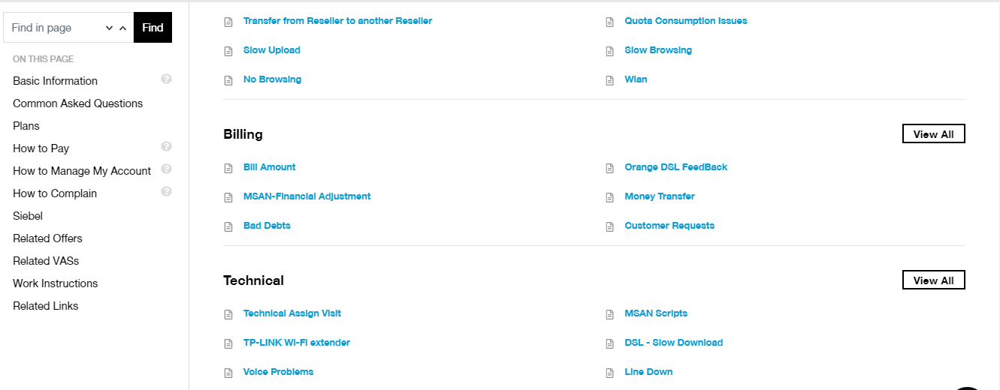 Find in page
Find
ON THIS PAGE
Basic Information
Common Asked Questions
Plans
How to Pay
How to Manage My Account
How to Complain
Siebel
Related Offers
Related VASs
Work Instructions
Related Links
Transfer from Reseller to another Reseller
Quota Consumption Issues
Slow Upload
Slow Browsing
No Browsing
Wlan
Billing
View All
Bill Amount
Orange DSL FeedBack
MSAN-Financial Adjustment
Money Transfer
Bad Debts
Customer Requests
Technical
View All
Technical Assign Visit
MSAN Scripts
TP-LINK Wi-Fi extender
DSL - Slow Download
Voice Problems
Line Down